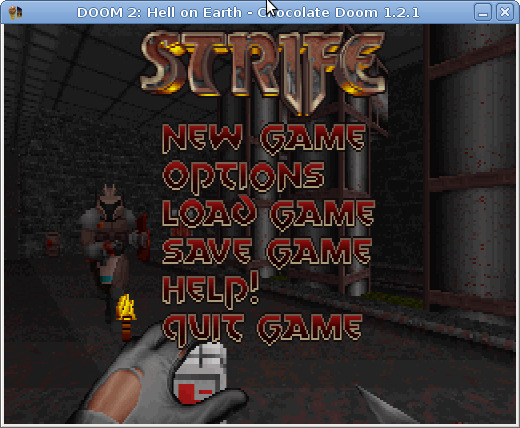 DOOM 2: Hell on Earth - Chocolate Doom 1.2.1
STRIFE
NEW GAME
OPTIONS
LOAD GAME
SAVE GAME
HELP!
QUIT GAME